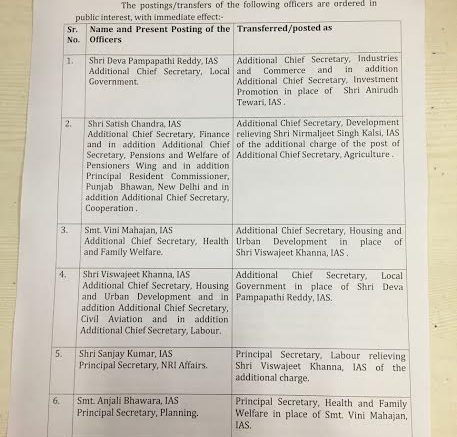 The postings/transfers of the following officers are ordered in
public interest, with immediate effect:-
Sr. No.
Name and Present Posting of the Officers
Transferred/posted as
1.
Shri Deva Pampapathi Reddy, IAS
Additional Chief Secretary, Local
Government.
Additional Chief Secretary, Industries
and Commerce and in addition
Additional Chief Secretary, Investment
Promotion in place of Shri Anirudh
Tewari, IAS .
2.
Shri Satish Chandra, IAS
Additional Chief Secretary, Finance
and in addition Additional Chief
Secretary, Pensions and Welfare of
Pensioners Wing and in addition
Principal Resident Commissioner,
Punjab Bhawan, New Delhi and in
addition Additional Chief Secretary,
Cooperation .
Additional Chief Secretary, Development
relieving Shri Nirmaljeet Singh Kalsi, IAS
of the additional charge of the post of
Additional Chief Secretary, Agriculture .
3.
Smt. Vini Mahajan, IAS
Additional Chief Secretary, Health
and Family Welfare.
Additional Chief Secretary, Housing and
Urban Development in place of
Shri Viswajeet Khanna, IAS .
4.
Shri Viswajeet Khanna, IAS
Additional Chief Secretary, Housing
and Urban Development and in
addition Additional Chief Secretary,
Civil Aviation and in addition
Additional Chief Secretary, Labour.
Additional Chief Secretary, Local
Government in place of Shri Deva
Pampapathi Reddy, IAS.
5.
Shri Sanjay Kumar, IAS
Principal Secretary, NRI Affairs.
Principal Secretary, Labour relieving
Shri Viswajeet Khanna, IAS of the
additional charge.
6.
Smt. Anjali Bhawara, IAS
Principal Secretary, Planning.
Principal Secretary, Health and Family
Welfare in place of Smt. Vini Mahajan,
IAS.